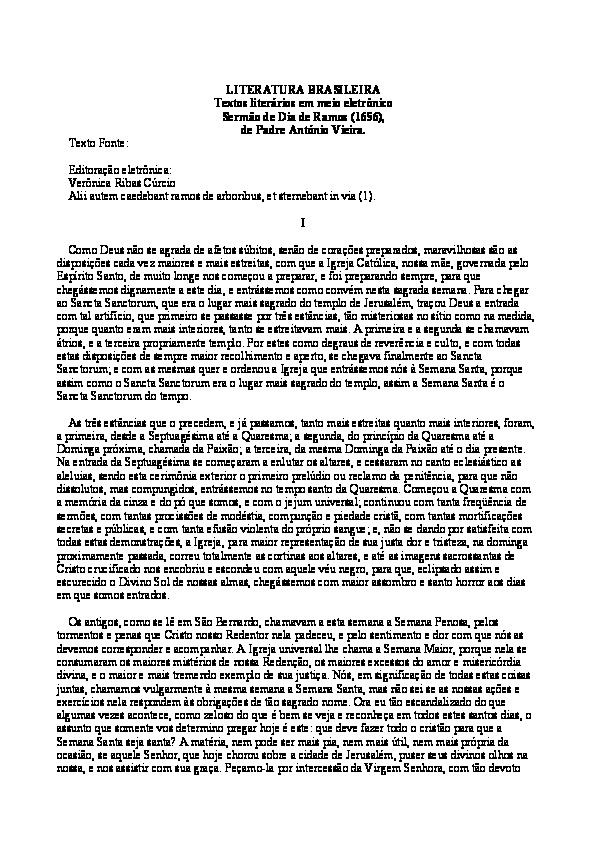 LITERATURA BRASILEIRA
Textos literários em meio eletrônico
Sermão de Dia de Ramos (1656),
de Padre António Vieira.
Texto Fonte:
Editoração eletrônica:
Verônica Ribas Cúrcio
Alii autem caedebant ramos de arboribus, et sternebant in via (1).
I
Como Deus não se agrada de afetos súbitos, senão de corações preparados, maravilhosas são as
disposições cada vez maiores e mais estreitas, com que a Igreja Católica, nossa mãe, governada pelo
Espírito Santo, de muito longe nos começou a preparar, e foi preparando sempre, para que
chegássemos dignamente a este dia, e entrássemos como convém nesta sagrada semana. Para chegar
ao Sancta Sanctorum, que era o lugar mais sagrado do templo de Jerusalém, traçou Deus a entrada
com tal artifício, que primeiro se passasse por três estâncias, tão misteriosas no sítio como na medida,
porque quanto eram mais interiores, tanto se estreitavam mais. A primeira e a segunda se chamavam
átrios, e a terceira propriamente templo. Por estes como degraus de reverência e culto, e com todas
estas disposições de sempre maior recolhimento e aperto, se chegava finalmente ao Sancta
Sanctorum; e com as mesmas quer e ordenou a Igreja que entrássemos nós à Semana Santa, porque
assim como o Sancta Sanctorum era o lugar mais sagrado do templo, assim a Semana Santa é o
Sancta Sanctorum do tempo.
As três estâncias que o precedem, e já passamos, tanto mais estreitas quanto mais interiores, foram,
a primeira, desde a Septuagésima até a Quaresma; a segunda, do princípio da Quaresma até a
Dominga próxima, chamada da Paixão; a terceira, da mesma Dominga da Paixão até o dia presente.
Na entrada da Septuagésima se começaram a enlutar os altares, e cessaram no canto eclesiástico as
aleluias, sendo esta cerimônia exterior o primeiro prelúdio ou reclamo da penitência, para que não
dissolutos, mas compungidos, entrássemos no tempo santo da Quaresma. Começou a Quaresma com
a memória da cinza e do pó que somos, e com o jejum universal; continuou com tanta freqüência de
sermões, com tantas procissões de modéstia, compunção e piedade cristã, com tantas mortificações
secretas e públicas, e com tanta efusão violenta do próprio sangue; e, não se dando por satisfeita com
todas estas demonstrações, a Igreja, para maior representação de sua justa dor e tristeza, na dominga
proximamente passada, correu totalmente as cortinas aos altares, e até as imagens sacrossantas de
Cristo crucificado nos encobriu e escondeu com aquele véu negro, para que, eclipsado assim e
escurecido o Divino Sol de nossas almas, chegássemos com maior assombro e santo horror aos dias
em que somos entrados.
Os antigos, como se lê em São Bernardo, chamavam a esta semana a Semana Penosa, pelos
tormentos e penas que Cristo nosso Redentor nela padeceu, e pelo sentimento e dor com que nós as
devemos corresponder e acompanhar. A Igreja universal lhe chama a Semana Maior, porque nela se
consumaram os maiores mistérios de nossa Redenção, os maiores excessos do amor e misericórdia
divina, e o maior e mais tremendo exemplo de sua justiça. Nós, em significação de todas estas coisas
juntas, chamamos vulgarmente à mesma semana a Semana Santa, mas não sei se as nossas ações e
exercícios nela respondem às obrigações de tão sagrado nome. Ora eu tão escandalizado do que
algumas vezes acontece, como zeloso do que é bem se veja e reconheça em todos estes santos dias, o
assunto que somente vos determino pregar hoje é este: que deve fazer todo o cristão para que a
Semana Santa seja santa? A matéria, nem pode ser mais pia, nem mais útil, nem mais própria da
ocasião, se aquele Senhor, que hoje chorou sobre a cidade de Jerusalém, puser seus divinos olhos na
nossa, e nos assistir com sua graça. Peçamo-la por intercessão da Virgem Senhora, com tão devoto